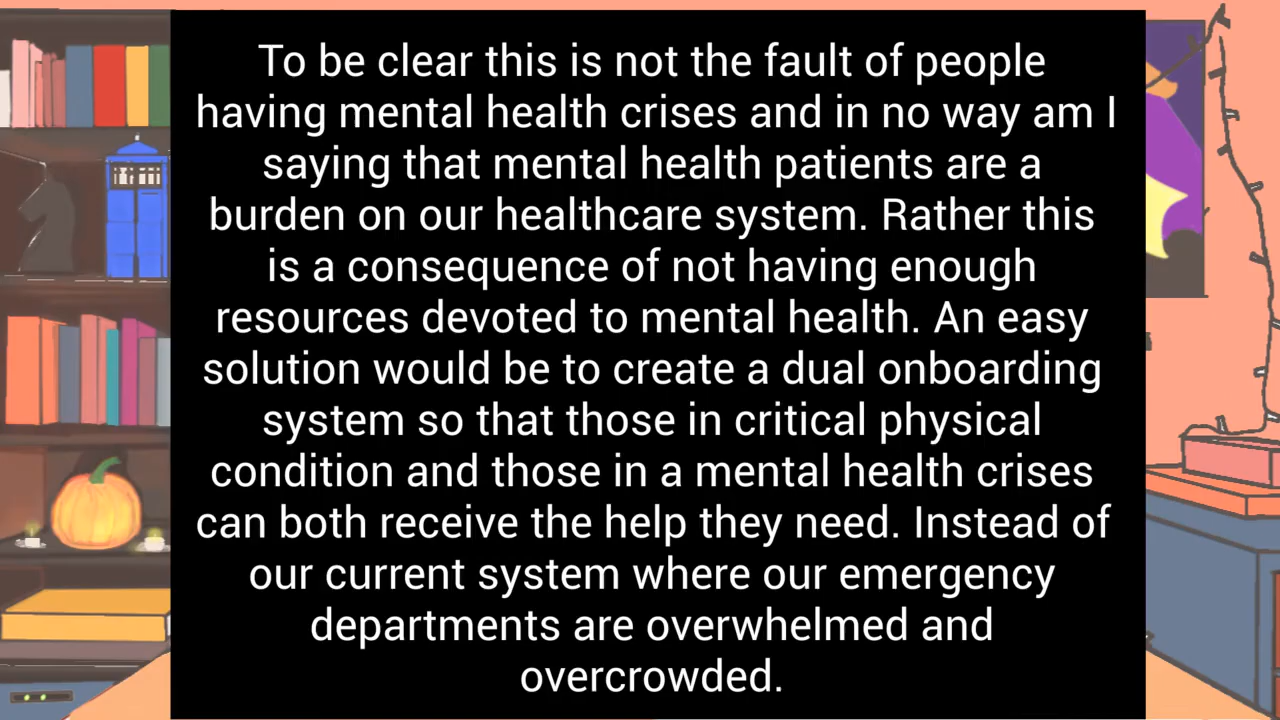 To be clear this is not the fault of people
having mental health crises and in no way am I
saying that mental health patients are a
burden on our healthcare system. Rather this
is a consequence of not having enough
resources devoted to mental health. An easy
solution would be to create a dual onboarding
system so that those in critical physical
condition and those in a mental health crises
can both receive the help they need. Instead of
our current system where our emergency
departments are overwhelmed and
overcrowded.